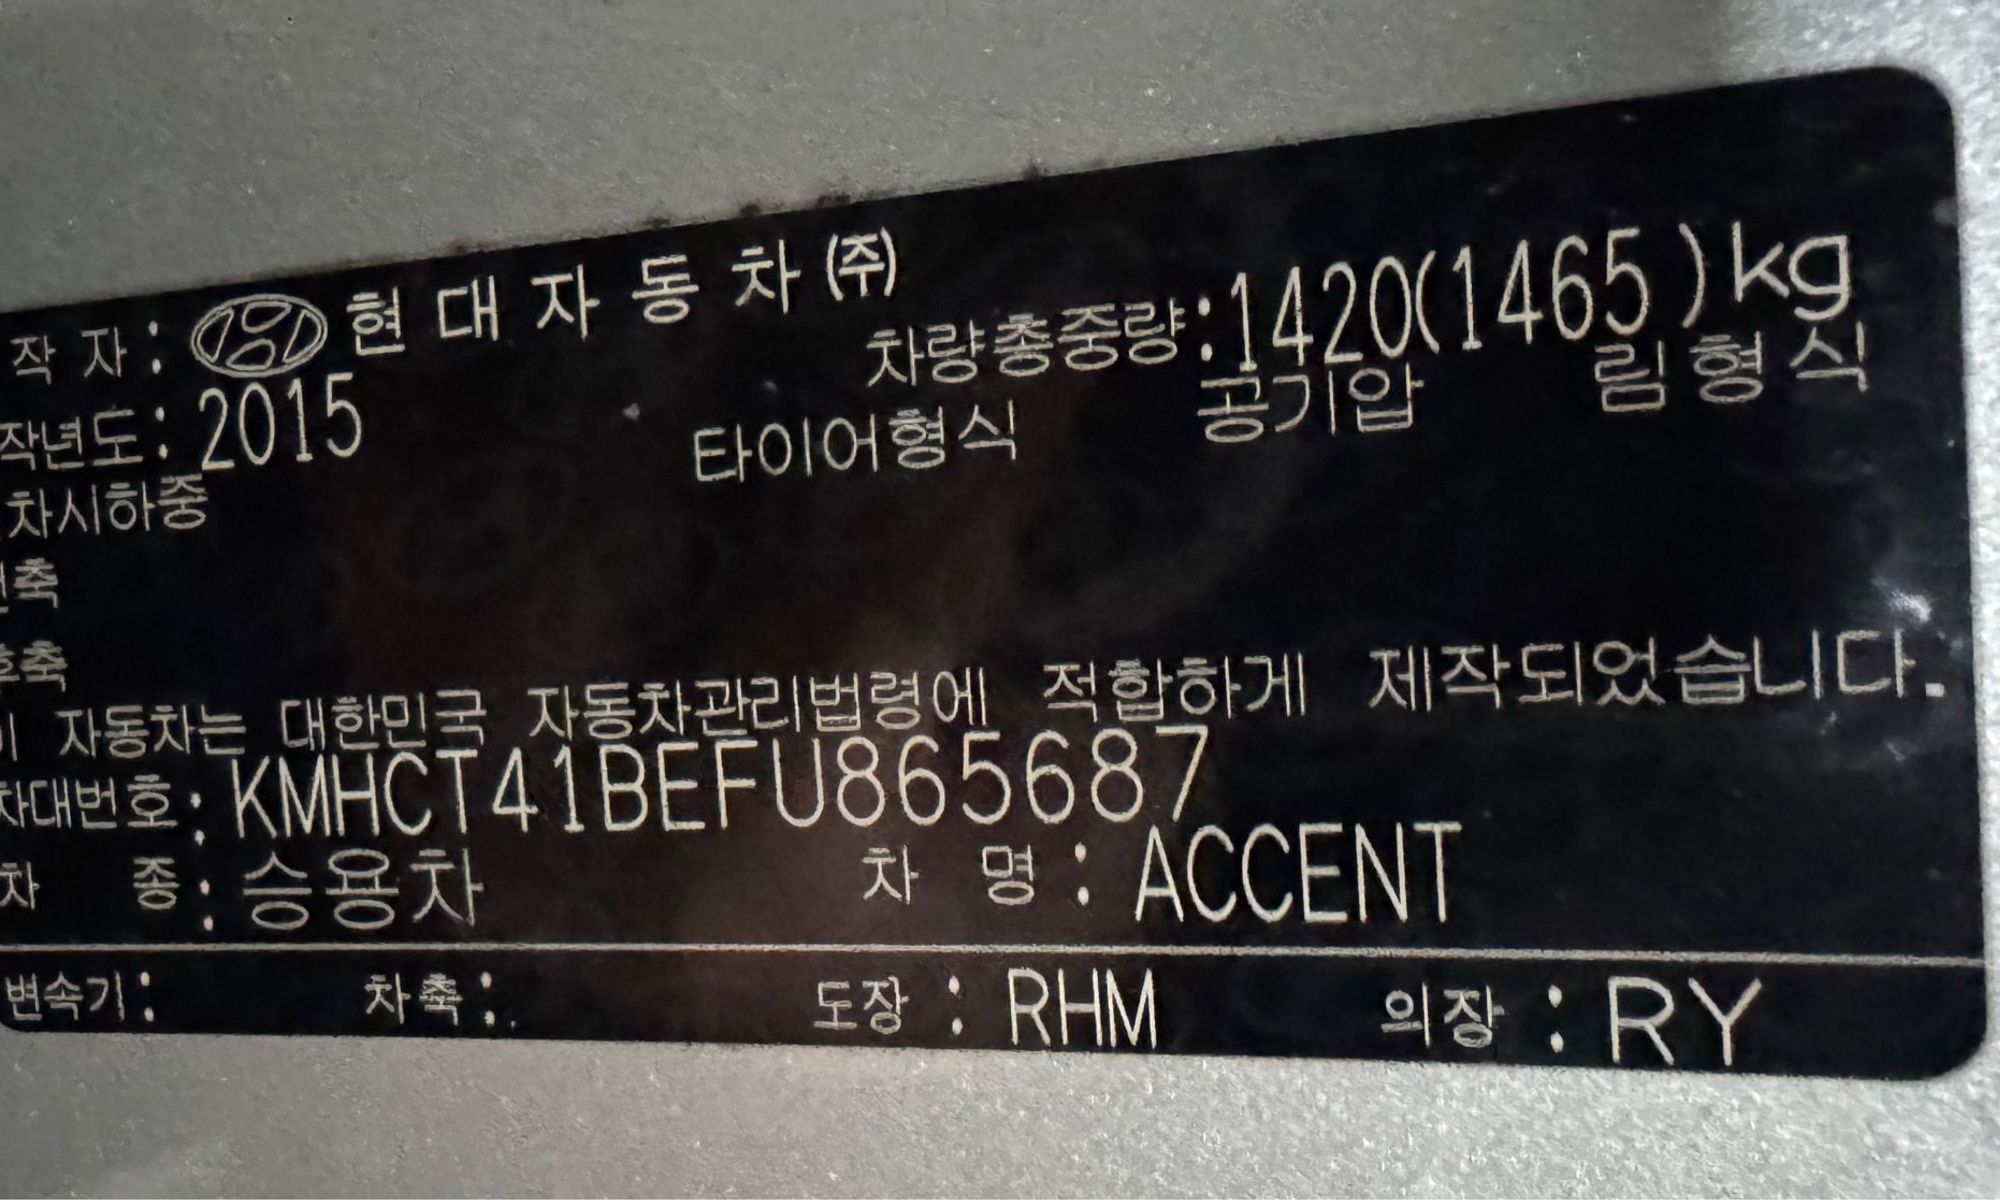 작 자 : 현 대 자 동 차 (주)
차량총중량:1420(1465 )kg
작년도: 2015
타이어형식 공기압 림형식
차시하중
축
축
자동차는 대한민국 자동차관리법령에 적합하게 제작되었습니다.
차대번호: KMHCT41BEFU865687
차 종: 승용차 차 명 : ACCENT
변속기: 차축: 도장 : RHM 의장 : RY